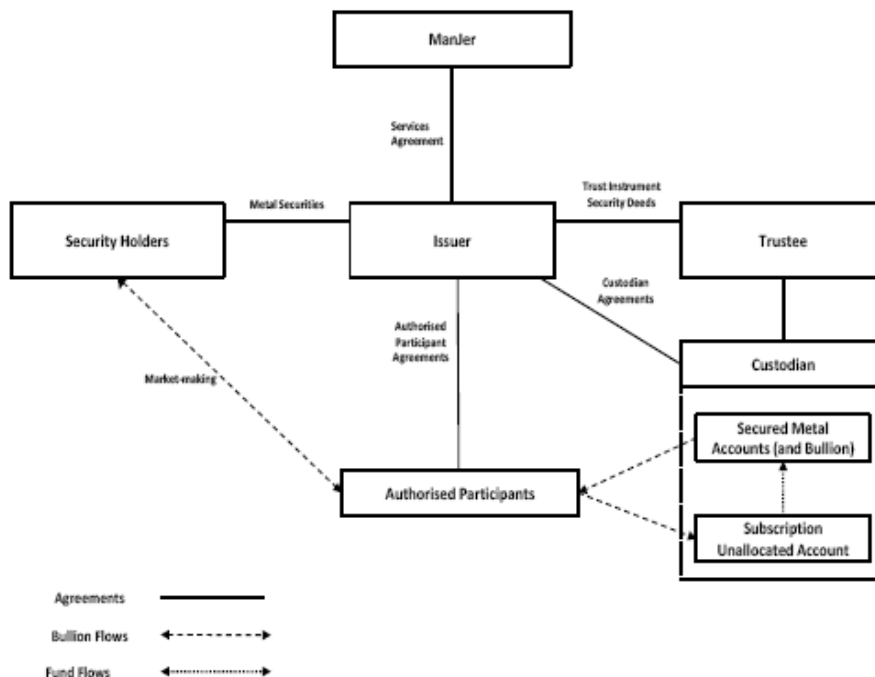 ManJer
Services
Agreement
Metal Securities
Trust Instrument
Security Deeds
Security Holders
Issuer
Trustee
Custodian
Agreements
Authorised
Participant
Agreements
Custodian
Market-making
Secured Metal
Accounts (and Bullion)
Authorised Participants
Subscription
Unallocated Account
Agreements
Bullion Flows
Fund Flows